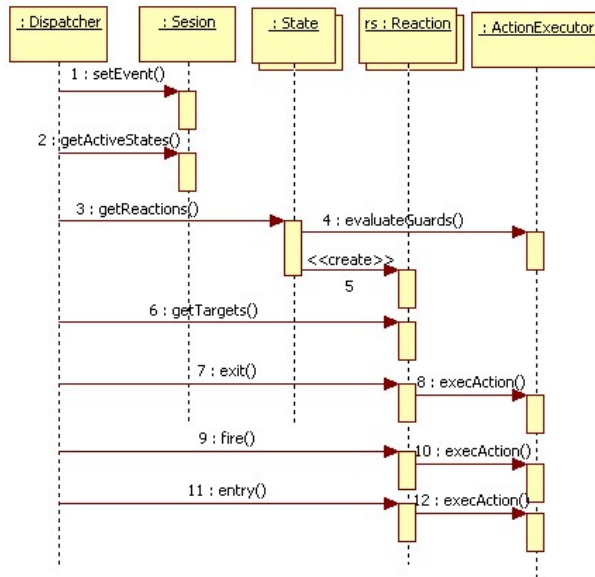 : Dispatcher
: Sesion
: State
rs : Reaction
: ActionExecutor
1 : setEvent()
2 : getActiveStates()
3 : getReactions()
4 : evaluateGuards()
<<create>>
5
6 : getTargets()
7 : exit()
8 : execAction()
9 : fire()
10 : execAction()
11 : entry()
12 : execAction()